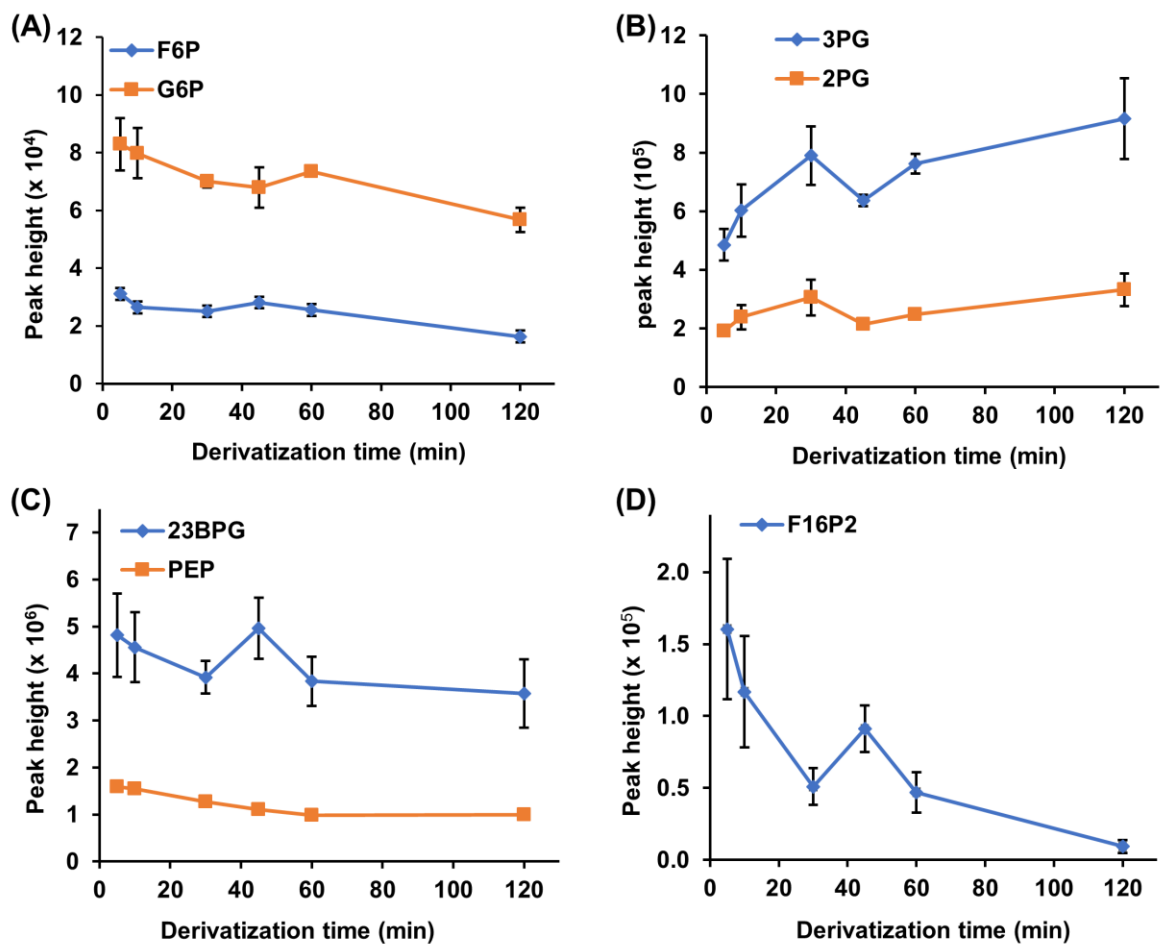 (A)
F6P
G6P
Peak height (x 10⁴)
12
10
8
6
4
2
0
0 20 40 60 80 100 120
Derivatization time (min)
(B)
3PG
2PG
peak height (10⁵)
12
10
8
6
4
2
0
0 20 40 60 80 100 120
Derivatization time (min)
(C)
23BPG
PEP
Peak height (x 10⁶)
7
6
5
4
3
2
1
0
0 20 40 60 80 100 120
Derivatization time (min)
(D)
F16P2
Peak height (x 10⁵)
2.0
1.5
1.0
0.5
0.0
0 20 40 60 80 100 120
Derivatization time (min)